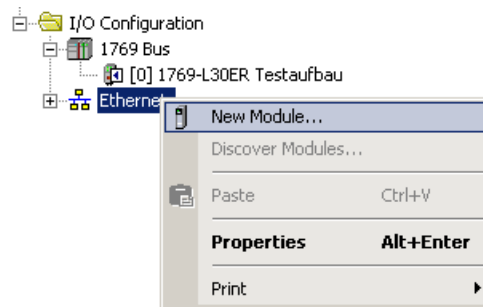 I/O Configuration
1769 Bus
[0] 1769-L30ER Testaufbau
Ethernet
New Module...
Discover Modules...
Paste Ctrl+V
Properties Alt+Enter
Print